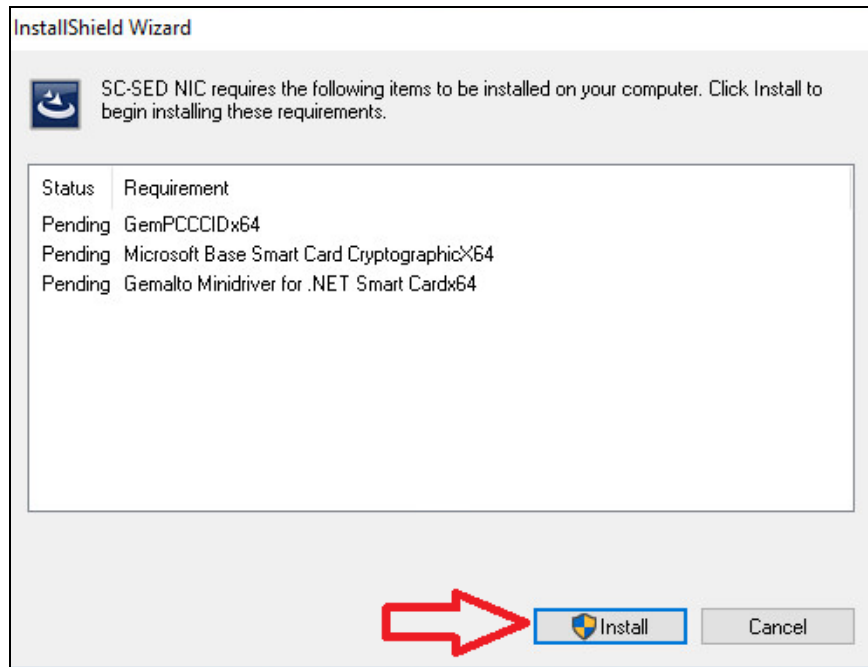 InstallShield Wizard
SC-SED NIC requires the following items to be installed on your computer. Click Install to
begin installing these requirements.
Status Requirement
Pending GemPCCCIDx64
Pending Microsoft Base Smart Card CryptographicX64
Pending Gemalto Minidriver for .NET Smart Cardx64
Install Cancel